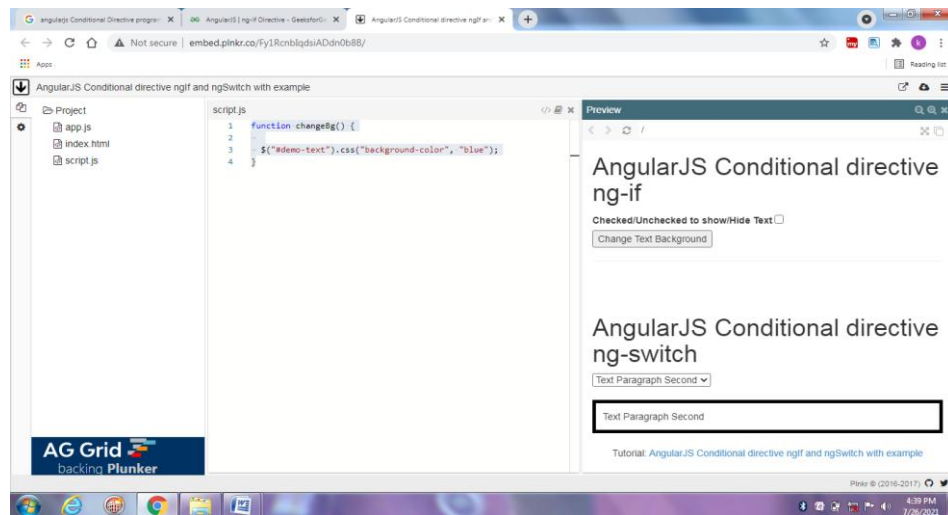 angularjs Conditional Directive program
AngularJS | ng-if Directive - GeeksforG
AngularJS Conditional directive ngIf an
Not secure | embed.plnkr.co/Fy1RcnblqdsiADdn0b8B/
Apps
Reading list
AngularJS Conditional directive ngIf and ngSwitch with example
Project
app.js
index.html
script.js
script.js
1 function changeBg() {
2
3 $("#demo-text").css("background-color", "blue");
4 }
Preview
/
AngularJS Conditional directive
ng-if
Checked/Unchecked to show/Hide Text
Change Text Background
AngularJS Conditional directive
ng-switch
Text Paragraph Second
Text Paragraph Second
Tutorial: AngularJS Conditional directive ngIf and ngSwitch with example
AG Grid
backing Plunker
Plnkr © (2016-2017)
4:39 PM
7/26/2021